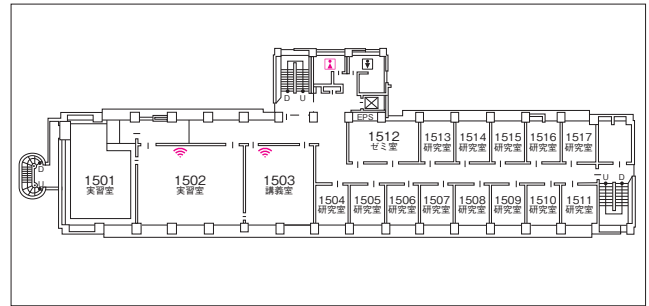 D U
EPS
1512
ゼミ室
1513
研究室
1514
研究室
1515
研究室
1516
研究室
1517
研究室
1501
実習室
1502
実習室
1503
講義室
1504
研究室
1505
研究室
1506
研究室
1507
研究室
1508
研究室
1509
研究室
1510
研究室
1511
研究室
D
U
U D